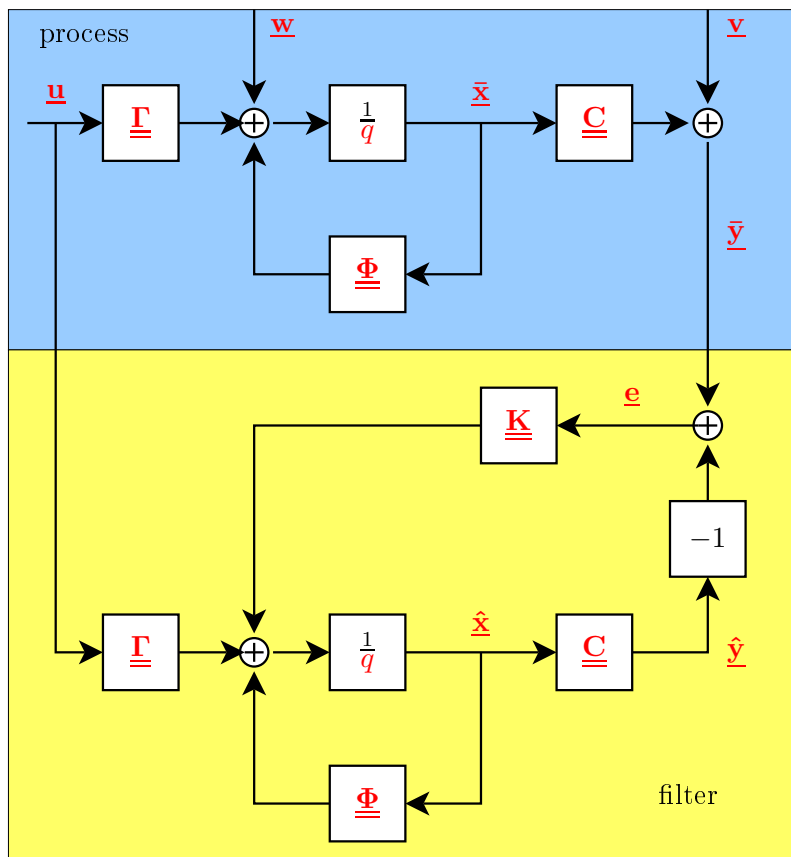 process
w
v
u
Γ
1/q
x̄
C
ȳ
Φ
e
K
−1
Γ
1/q
x̂
C
ŷ
Φ
filter